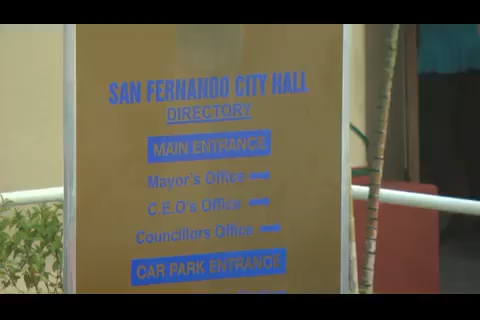 SAN FERNANDO CITY HALL
DIRECTORY
MAIN ENTRANCE
Mayor's Office
C.E.O's Office
Councillors Office
CAR PARK ENTRANCE